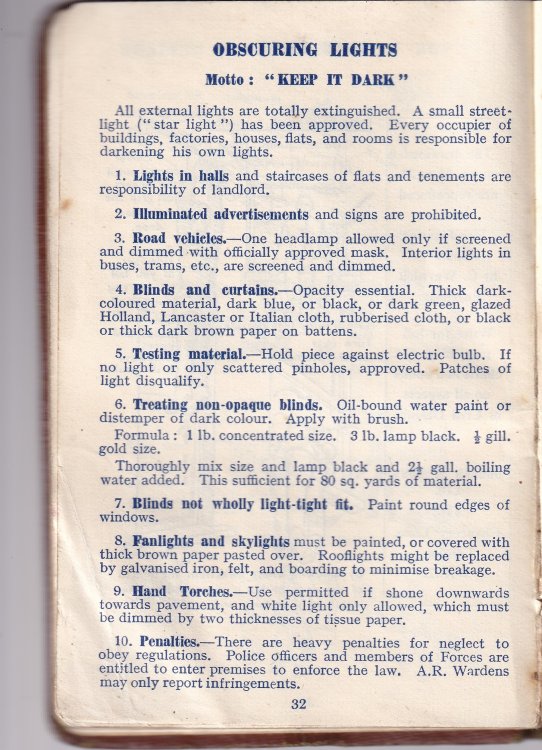 OBSCURING LIGHTS
Motto : “KEEP IT DARK”
All external lights are totally extinguished. A small street-
light (“star light”) has been approved. Every occupier of
buildings, factories, houses, flats, and rooms is responsible for
darkening his own lights.
1. Lights in halls and staircases of flats and tenements are
responsibility of landlord.
2. Illuminated advertisements and signs are prohibited.
3. Road vehicles.—One headlamp allowed only if screened
and dimmed with officially approved mask. Interior lights in
buses, trams, etc., are screened and dimmed.
4. Blinds and curtains.—Opacity essential. Thick dark-
coloured material, dark blue, or black, or dark green, glazed
Holland, Lancaster or Italian cloth, rubberised cloth, or black
or thick dark brown paper on battens.
5. Testing material.—Hold piece against electric bulb. If
no light or only scattered pinholes, approved. Patches of
light disqualify.
6. Treating non-opaque blinds. Oil-bound water paint or
distemper of dark colour. Apply with brush.
Formula : 1 lb. concentrated size. 3 lb. lamp black. ½ gill.
gold size.
Thoroughly mix size and lamp black and 2½ gall. boiling
water added. This sufficient for 80 sq. yards of material.
7. Blinds not wholly light-tight fit. Paint round edges of
windows.
8. Fanlights and skylights must be painted, or covered with
thick brown paper pasted over. Rooflights might be replaced
by galvanised iron, felt, and boarding to minimise breakage.
9. Hand Torches.—Use permitted if shone downwards
towards pavement, and white light only allowed, which must
be dimmed by two thicknesses of tissue paper.
10. Penalties.—There are heavy penalties for neglect to
obey regulations. Police officers and members of Forces are
entitled to enter premises to enforce the law. A.R. Wardens
may only report infringements.
32